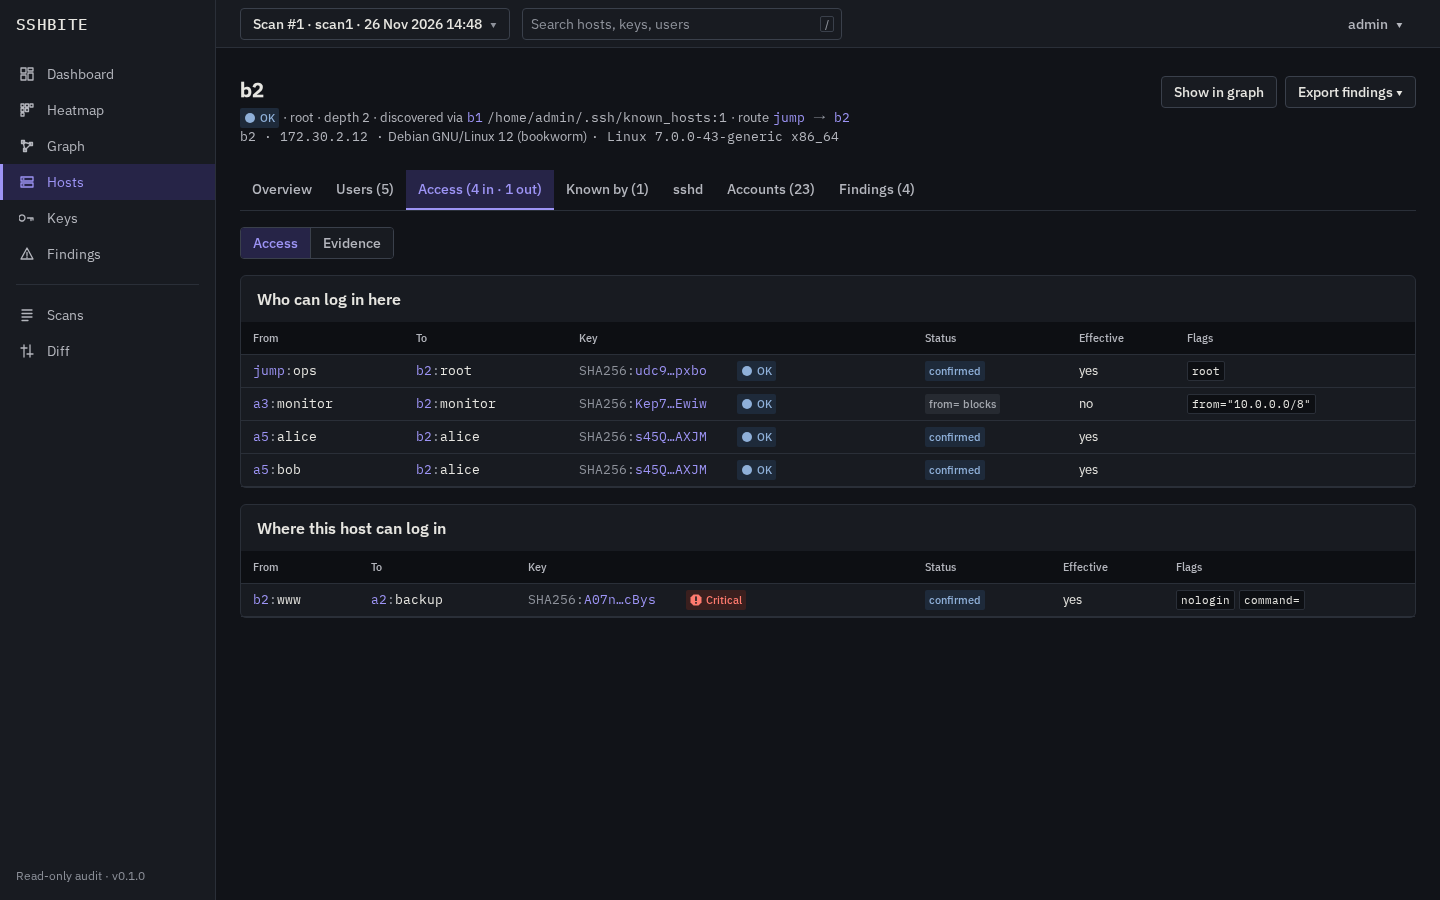 SSHBITE
Scan #1 · scan1 · 26 Nov 2026 14:48 ▾
Search hosts, keys, users /
admin ▾
Dashboard
Heatmap
Graph
Hosts
Keys
Findings
Scans
Diff
Read-only audit · v0.1.0
b2
Show in graph
Export findings ▾
OK · root · depth 2 · discovered via b1 /home/admin/.ssh/known_hosts:1 · route jump → b2
b2 · 172.30.2.12 · Debian GNU/Linux 12 (bookworm) · Linux 7.0.0-43-generic x86_64
Overview Users (5) Access (4 in · 1 out) Known by (1) sshd Accounts (23) Findings (4)
Access Evidence
Who can log in here
From To Key Status Effective Flags
jump:ops b2:root SHA256:udc9…pxbo OK confirmed yes root
a3:monitor b2:monitor SHA256:Kep7…Ewiw OK from= blocks no from="10.0.0.0/8"
a5:alice b2:alice SHA256:s45Q…AXJM OK confirmed yes
a5:bob b2:alice SHA256:s45Q…AXJM OK confirmed yes
Where this host can log in
From To Key Status Effective Flags
b2:www a2:backup SHA256:A07n…cBys Critical confirmed yes nologin command=